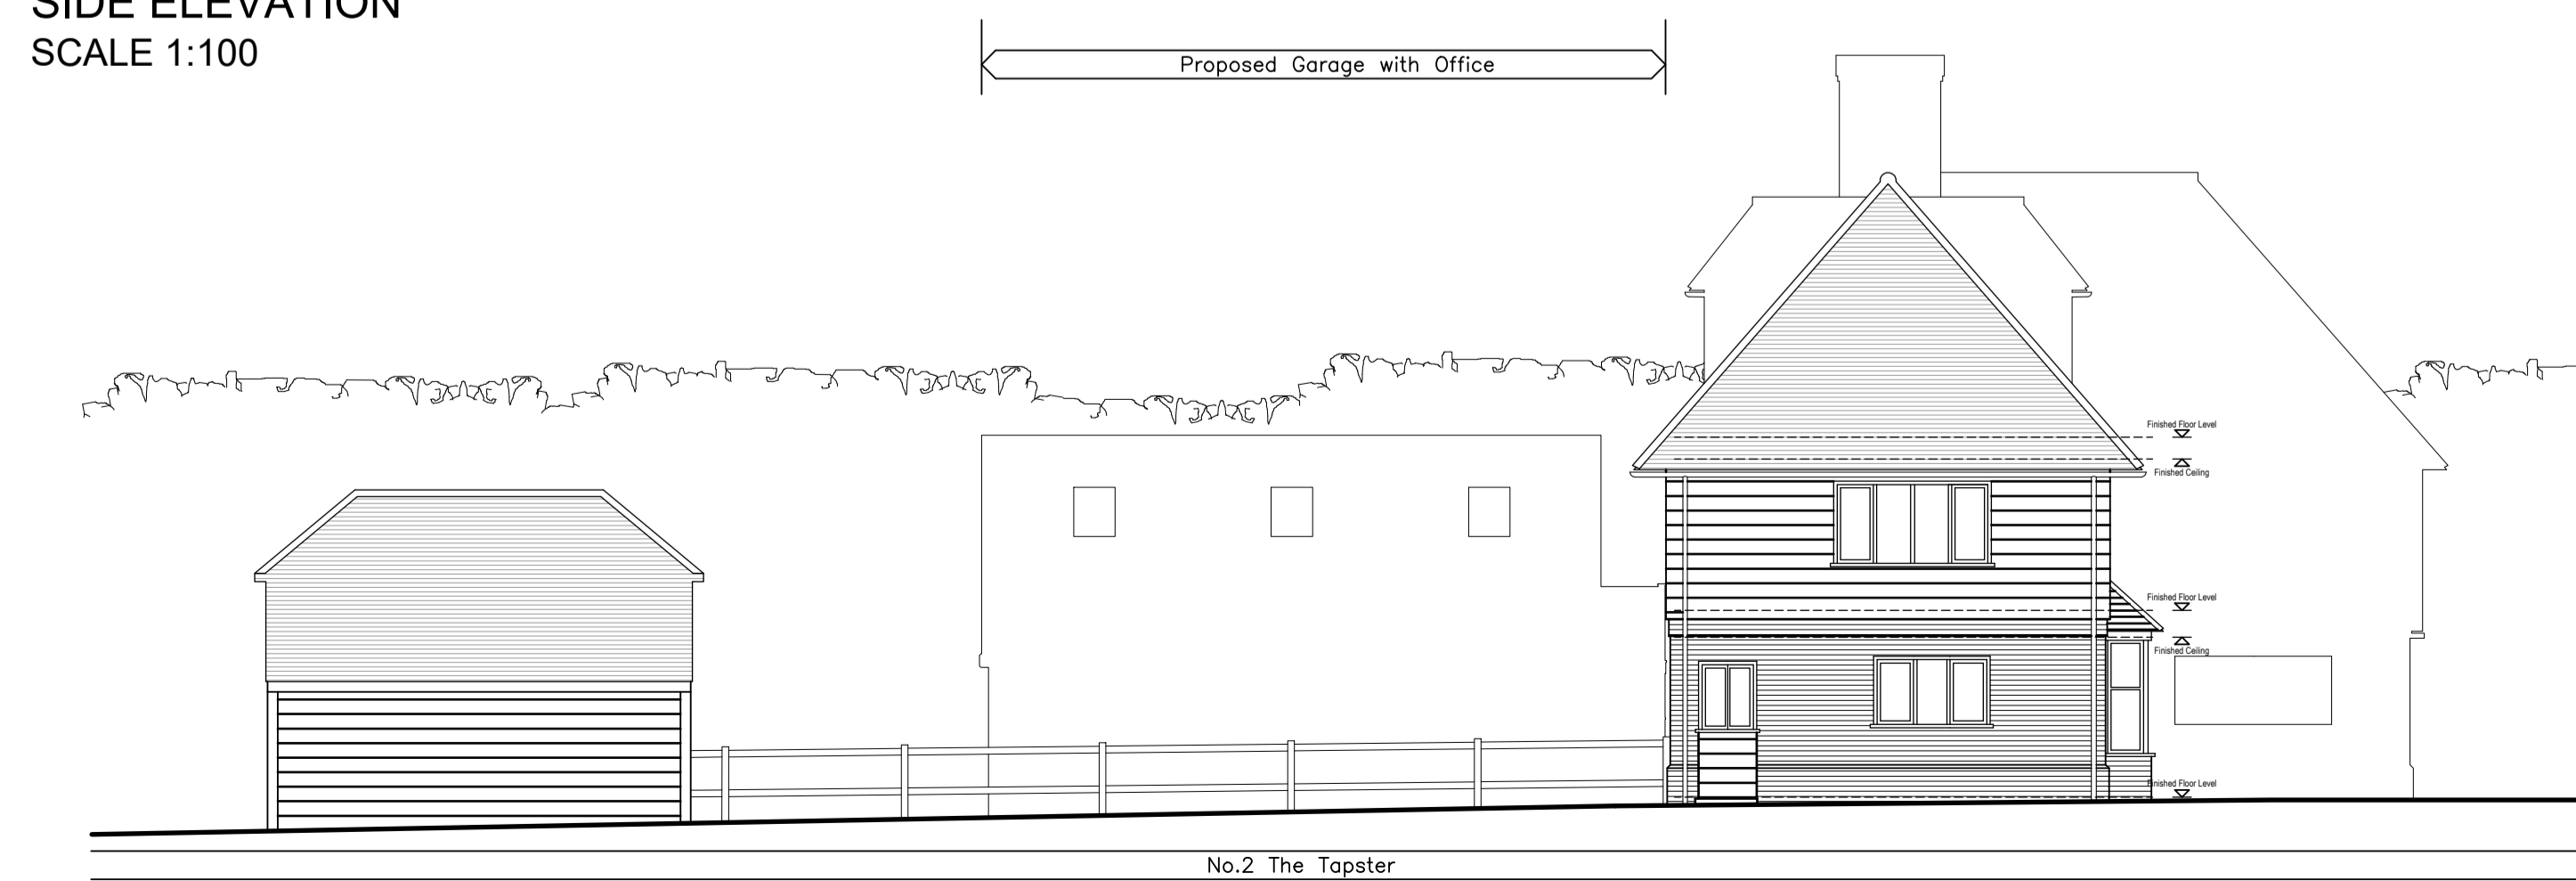 SIDE ELEVATION
SCALE 1:100
Proposed Garage with Office
Finished Floor Level
Finished Ceiling
Finished Floor Level
Finished Ceiling
Finished Floor Level
No.2 The Tapster